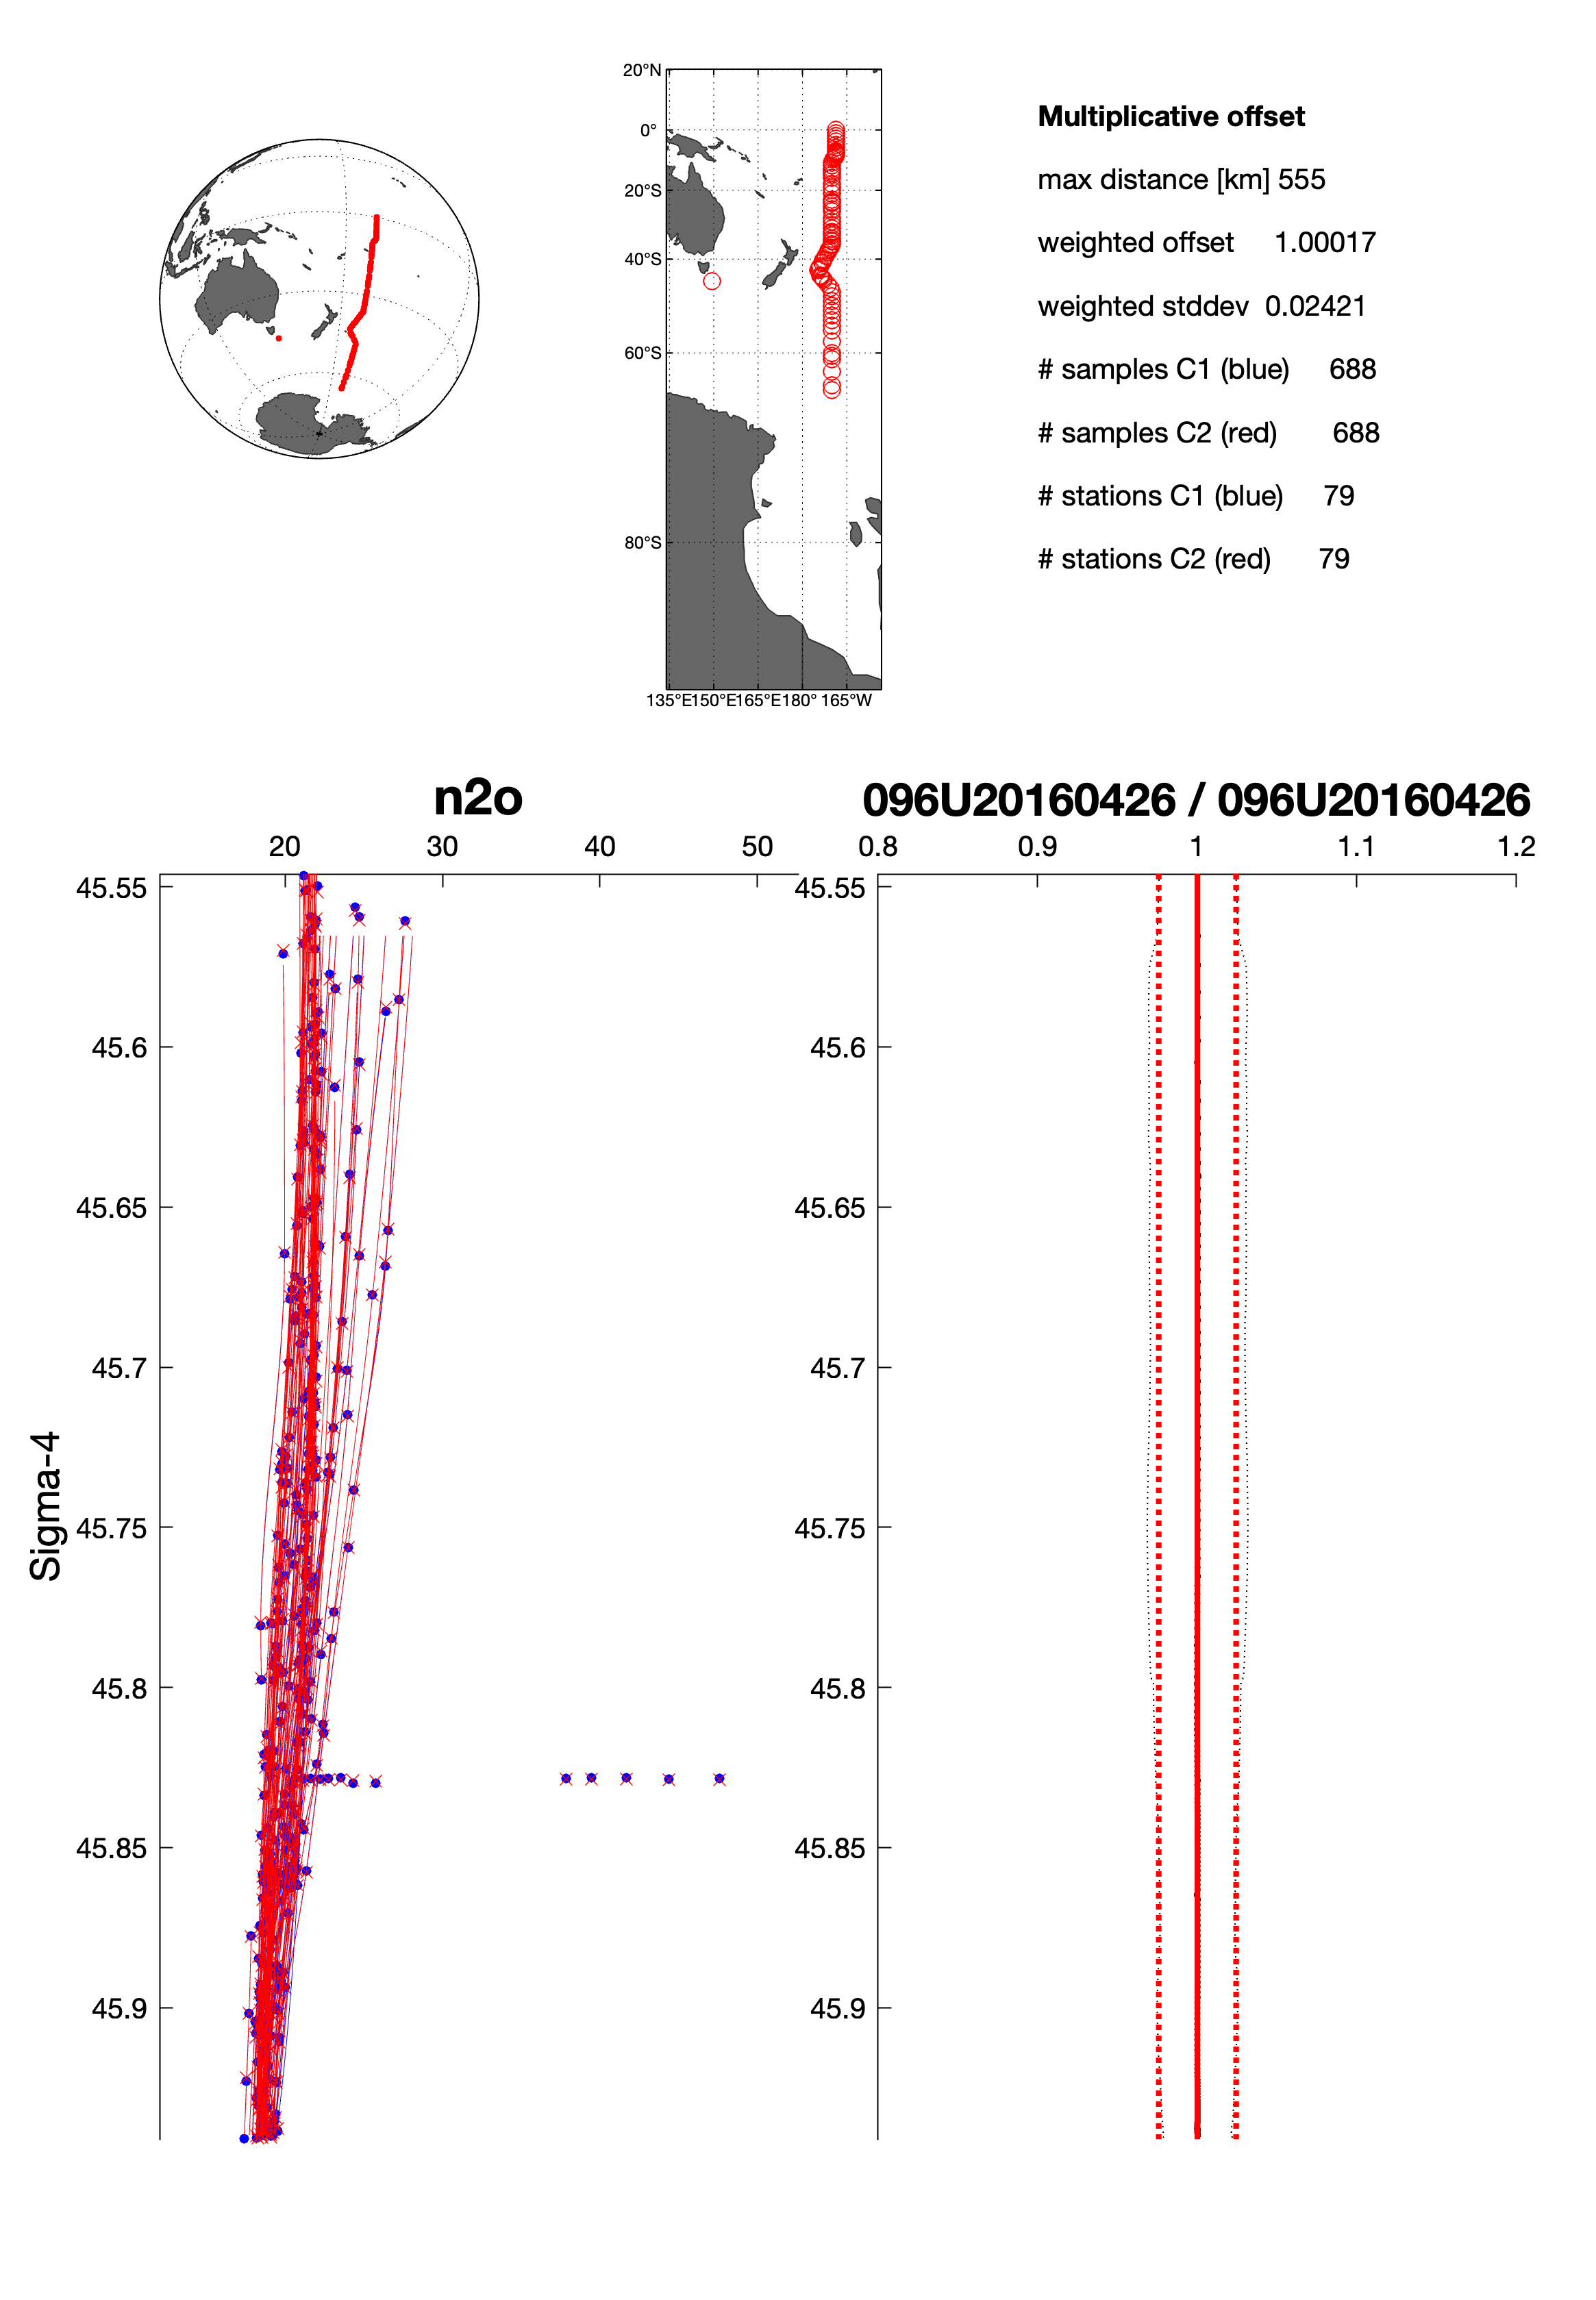 20°N
0°
20°S
40°S
60°S
80°S
135°E150°E165°E180° 165°W
Multiplicative offset
max distance [km] 555
weighted offset 1.00017
weighted stddev 0.02421
# samples C1 (blue) 688
# samples C2 (red) 688
# stations C1 (blue) 79
# stations C2 (red) 79
n2o
20 30 40 50
45.55
45.6
45.65
45.7
45.75
45.8
45.85
45.9
Sigma-4
096U20160426 / 096U20160426
0.8 0.9 1 1.1 1.2
45.55
45.6
45.65
45.7
45.75
45.8
45.85
45.9